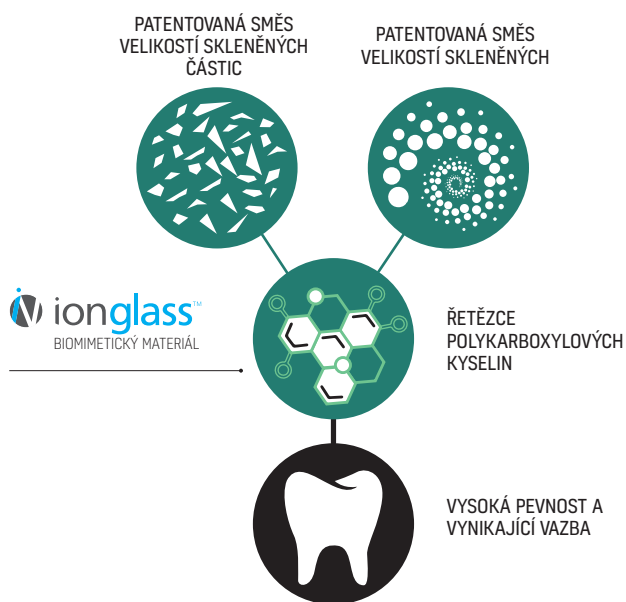 PATENTOVANÁ SMĚS
VELIKOSTÍ SKLENĚNÝCH
ČÁSTIC
PATENTOVANÁ SMĚS
VELIKOSTÍ SKLENĚNÝCH
ionglass™
BIOMIMETICKÝ MATERIÁL
ŘETĚZCE
POLYKARBOXYLOVÝCH
KYSELIN
VYSOKÁ PEVNOST A
VYNIKAJÍCÍ VAZBA